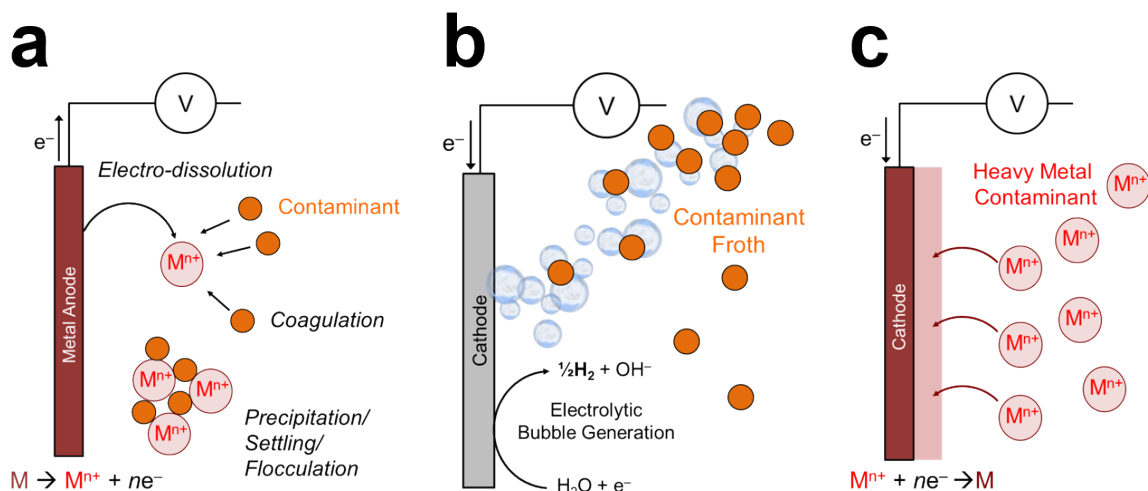 a
V
e⁻
Electro-dissolution
Contaminant
Mⁿ⁺
Coagulation
Metal Anode
Mⁿ⁺
Mⁿ⁺
Mⁿ⁺
Precipitation/
Settling/
Flocculation
M → Mⁿ⁺ + ne⁻
b
V
e⁻
Contaminant
Froth
Cathode
½H₂ + OH⁻
Electrolytic
Bubble Generation
H₂O + e⁻
c
V
e⁻
Heavy Metal
Contaminant
Mⁿ⁺
Mⁿ⁺
Mⁿ⁺
Mⁿ⁺
Mⁿ⁺
Mⁿ⁺
Mⁿ⁺
Cathode
Mⁿ⁺ + ne⁻ → M